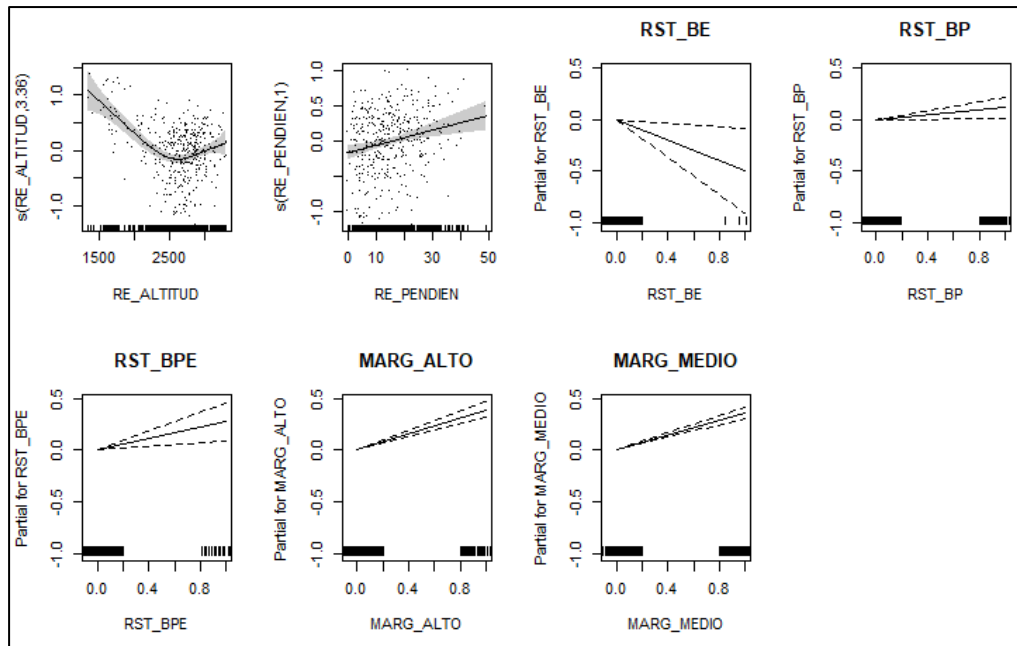 RST_BE
RST_BP
s(RE_ALTITUD,3.36)
1.0
0.0
-1.0
1500 2500
RE_ALTITUD
s(RE_PENDIEN,1)
1.0
0.5
0.0
-1.0
0 10 30 50
RE_PENDIEN
Partial for RST_BE
0.5
0.0
-0.5
-1.0
0.0 0.4 0.8
RST_BE
Partial for RST_BP
0.5
0.0
-0.5
-1.0
0.0 0.4 0.8
RST_BP
RST_BPE
MARG_ALTO
MARG_MEDIO
Partial for RST_BPE
0.5
0.0
-0.5
-1.0
0.0 0.4 0.8
RST_BPE
Partial for MARG_ALTO
0.5
0.0
-0.5
-1.0
0.0 0.4 0.8
MARG_ALTO
Partial for MARG_MEDIO
0.5
0.0
-0.5
-1.0
0.0 0.4 0.8
MARG_MEDIO